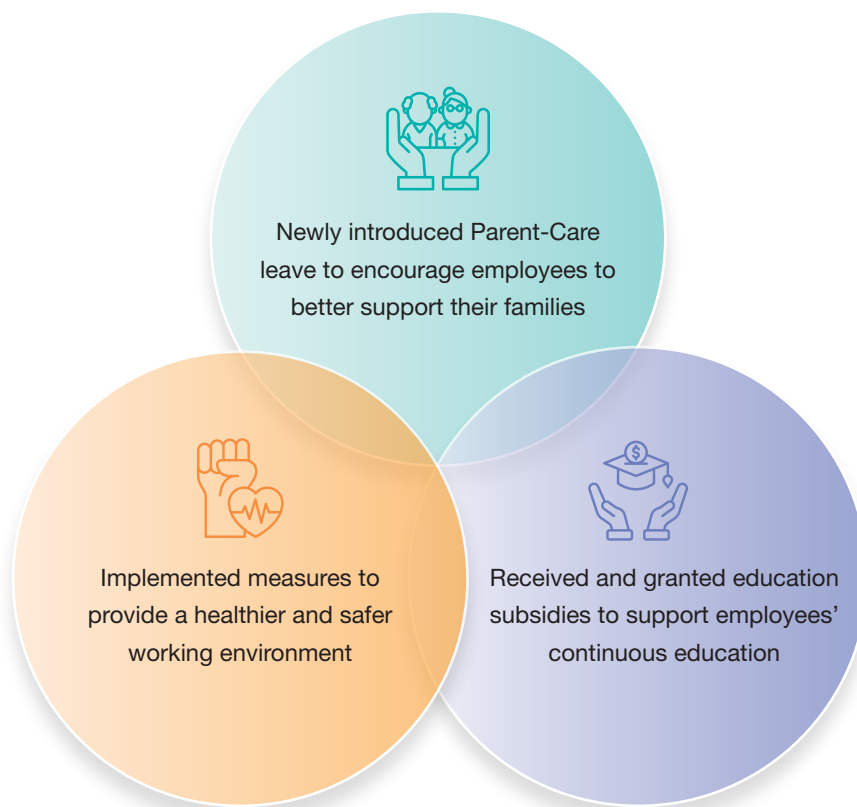 Newly introduced Parent-Care
leave to encourage employees to
better support their families
Implemented measures to
provide a healthier and safer
working environment
$
Received and granted education
subsidies to support employees’
continuous education